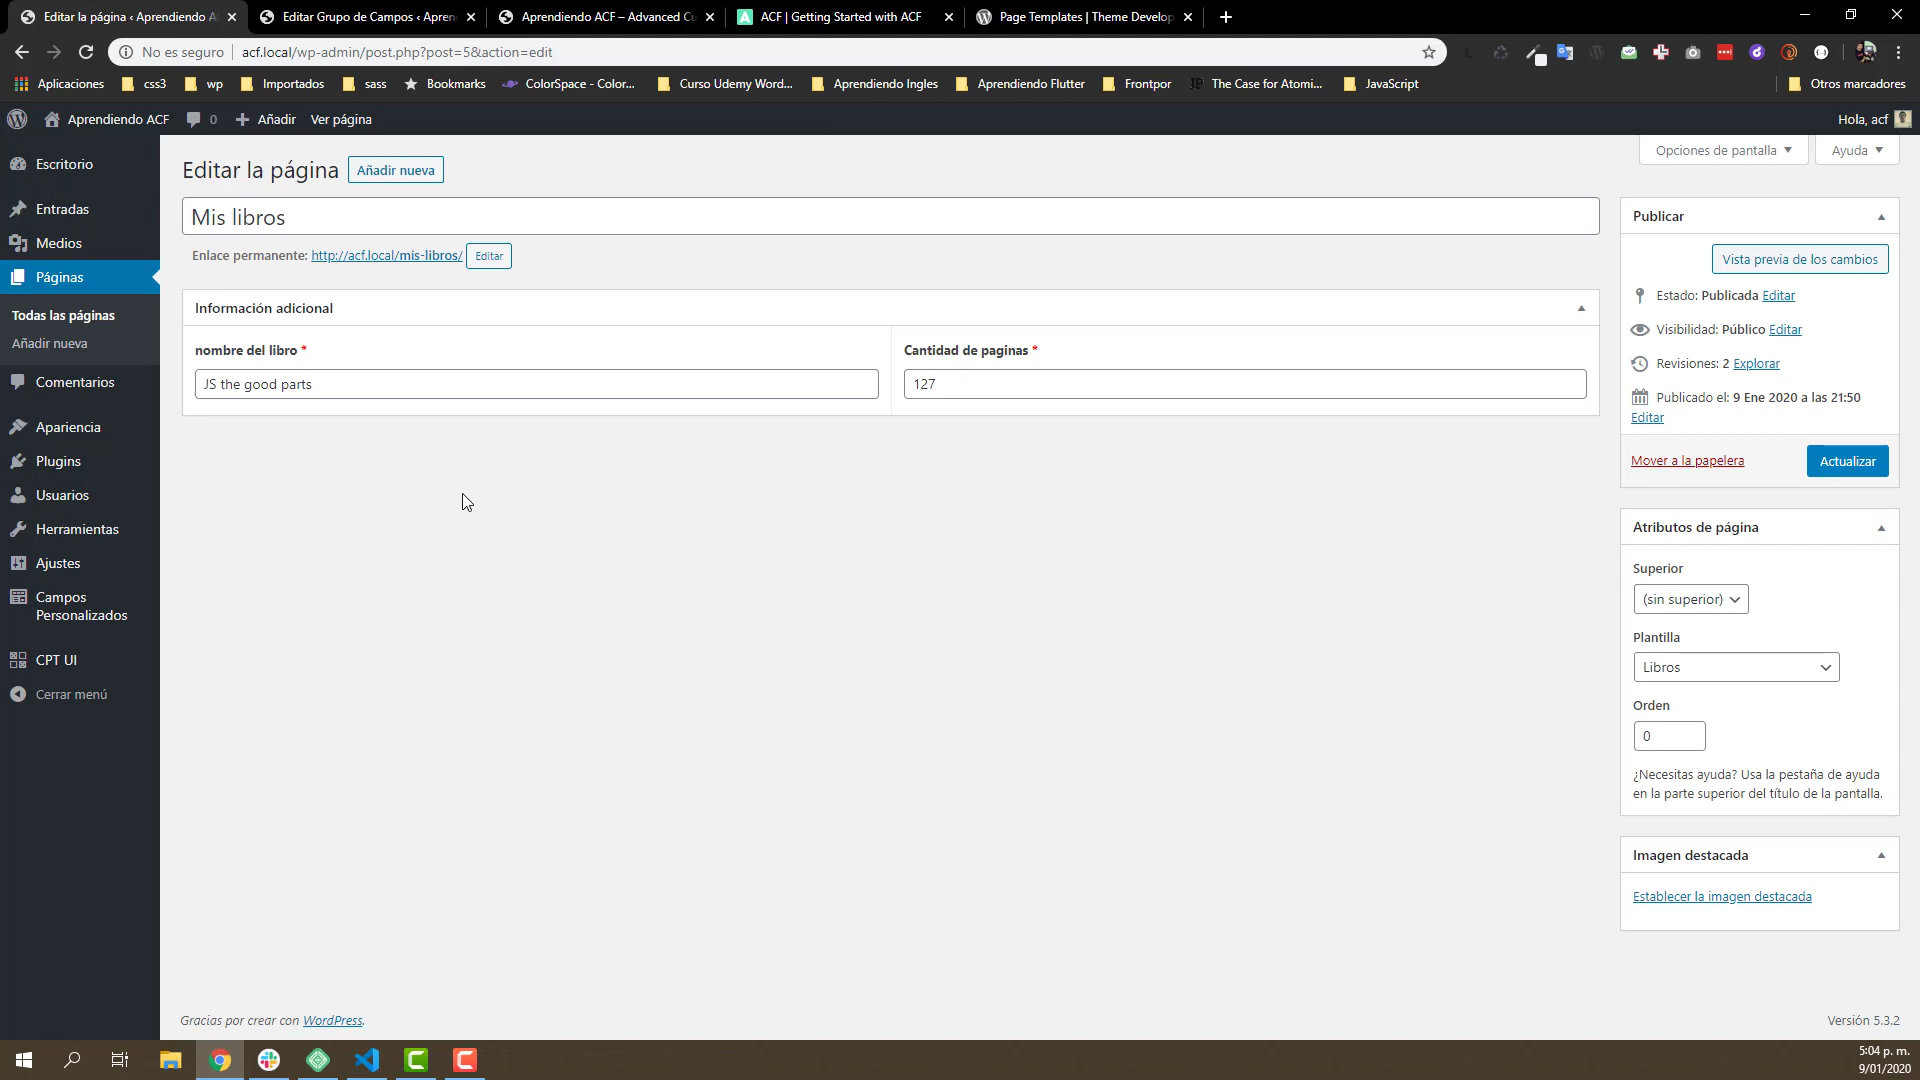 Editar la página ‹ Aprendiendo A
Editar Grupo de Campos ‹ Apren
Aprendiendo ACF – Advanced Cu
ACF | Getting Started with ACF
Page Templates | Theme Develop
No es seguro
acf.local/wp-admin/post.php?post=5&action=edit
Aplicaciones
css3
wp
Importados
sass
Bookmarks
ColorSpace - Color...
Curso Udemy Word...
Aprendiendo Ingles
Aprendiendo Flutter
Frontpor
The Case for Atomi...
JavaScript
Otros marcadores
Aprendiendo ACF
0
Añadir
Ver página
Hola, acf
Escritorio
Entradas
Medios
Páginas
Todas las páginas
Añadir nueva
Comentarios
Apariencia
Plugins
Usuarios
Herramientas
Ajustes
Campos
Personalizados
CPT UI
Cerrar menú
Opciones de pantalla
Ayuda
Editar la página
Añadir nueva
Mis libros
Enlace permanente: http://acf.local/mis-libros/ Editar
Información adicional
nombre del libro *
JS the good parts
Cantidad de paginas *
127
Publicar
Vista previa de los cambios
Estado: Publicada Editar
Visibilidad: Público Editar
Revisiones: 2 Explorar
Publicado el: 9 Ene 2020 a las 21:50
Editar
Mover a la papelera
Actualizar
Atributos de página
Superior
(sin superior)
Plantilla
Libros
Orden
0
¿Necesitas ayuda? Usa la pestaña de ayuda
en la parte superior del título de la pantalla.
Imagen destacada
Establecer la imagen destacada
Gracias por crear con WordPress.
Versión 5.3.2
5:04 p. m.
9/01/2020